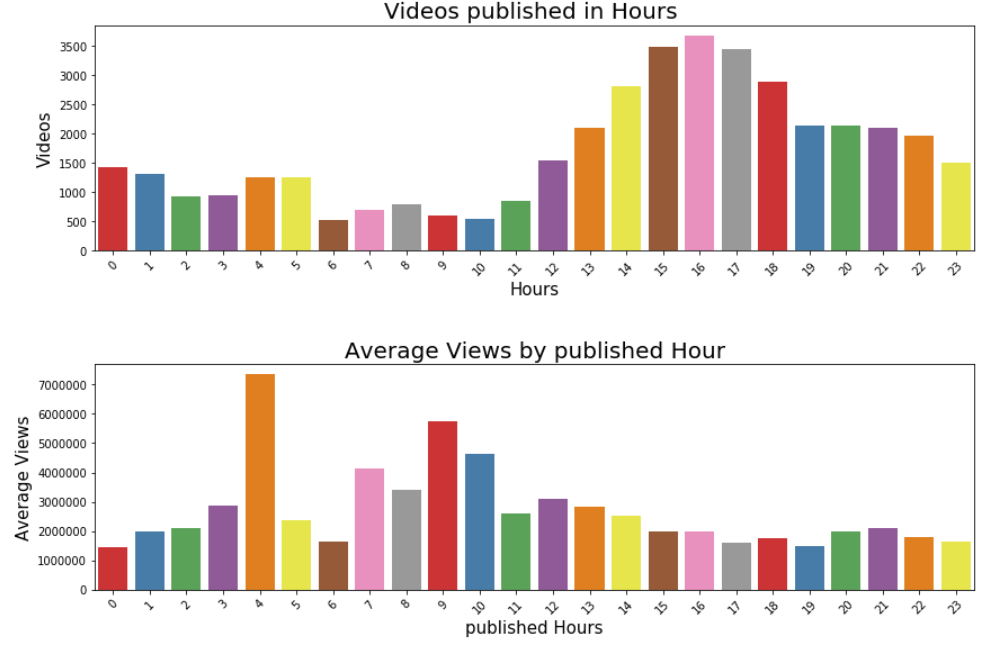 Videos published in Hours
Videos
3500
3000
2500
2000
1500
1000
500
0
0 1 2 3 4 5 6 7 8 9 10 11 12 13 14 15 16 17 18 19 20 21 22 23
Hours
Average Views by published Hour
Average Views
7000000
6000000
5000000
4000000
3000000
2000000
1000000
0
0 1 2 3 4 5 6 7 8 9 10 11 12 13 14 15 16 17 18 19 20 21 22 23
published Hours